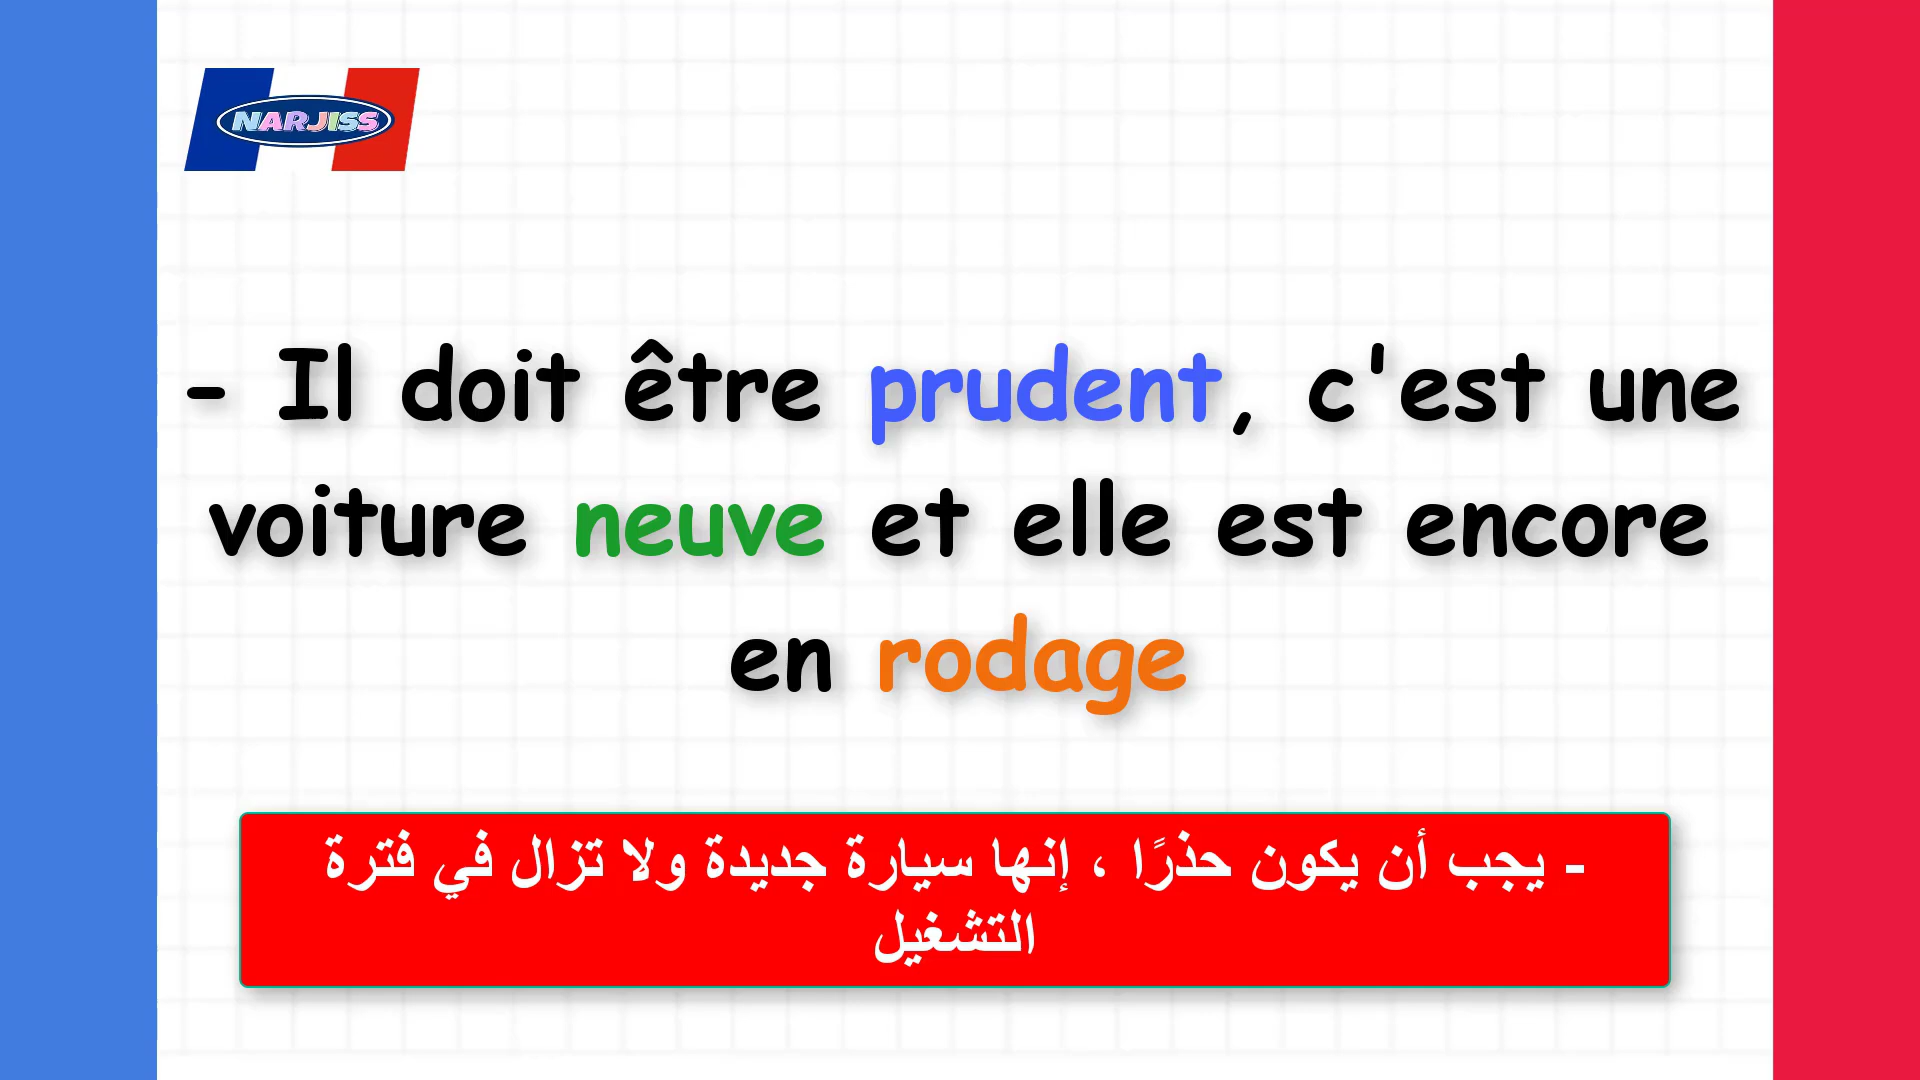 NARJISS
- Il doit être prudent, c'est une
voiture neuve et elle est encore
en rodage
- يجب أن يكون حذرًا ، إنها سيارة جديدة ولا تزال في فترة
التشغيل